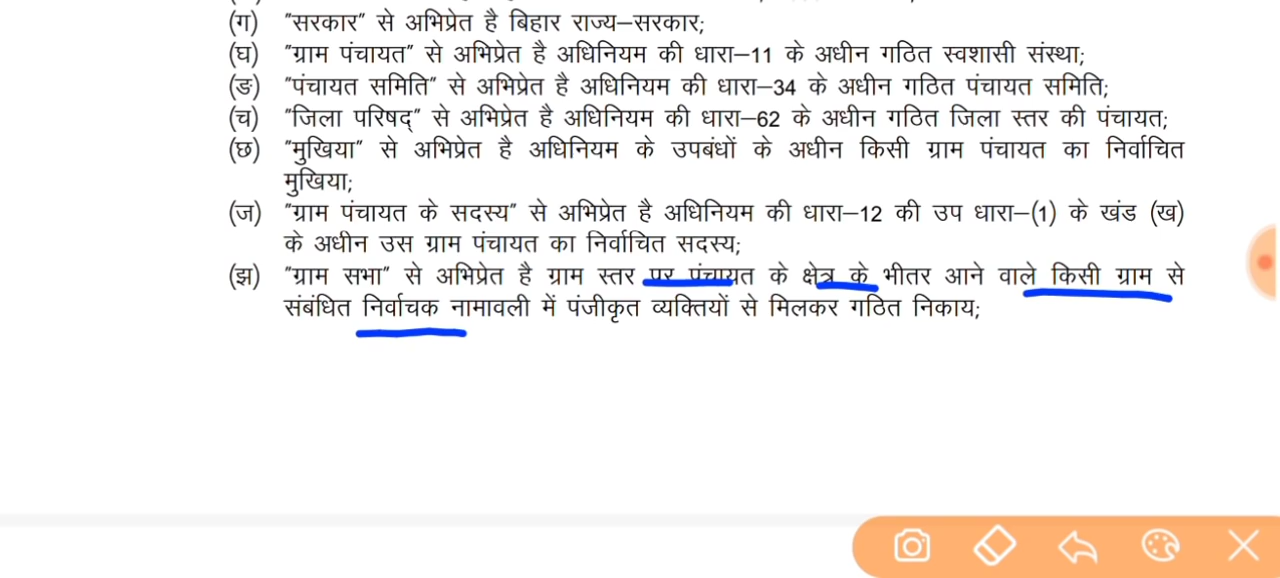 (ग) "सरकार" से अभिप्रेत है बिहार राज्य–सरकार;
(घ) "ग्राम पंचायत" से अभिप्रेत है अधिनियम की धारा–11 के अधीन गठित स्वशासी संस्था;
(ङ) "पंचायत समिति" से अभिप्रेत है अधिनियम की धारा–34 के अधीन गठित पंचायत समिति;
(च) "जिला परिषद्" से अभिप्रेत है अधिनियम की धारा–62 के अधीन गठित जिला स्तर की पंचायत;
(छ) "मुखिया" से अभिप्रेत है अधिनियम के उपबंधों के अधीन किसी ग्राम पंचायत का निर्वाचित
मुखिया;
(ज) "ग्राम पंचायत के सदस्य" से अभिप्रेत है अधिनियम की धारा–12 की उप धारा–(1) के खंड (ख)
के अधीन उस ग्राम पंचायत का निर्वाचित सदस्य;
(झ) "ग्राम सभा" से अभिप्रेत है ग्राम स्तर पर पंचायत के क्षेत्र के भीतर आने वाले किसी ग्राम से
संबंधित निर्वाचक नामावली में पंजीकृत व्यक्तियों से मिलकर गठित निकाय;